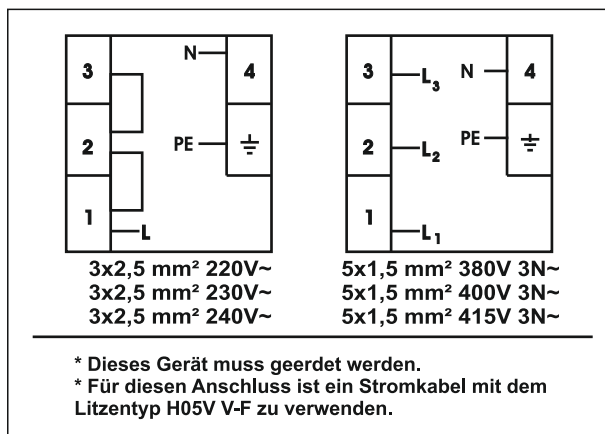 3
2
1
L
N
PE
4
3x2,5 mm² 220V~
3x2,5 mm² 230V~
3x2,5 mm² 240V~
3
2
1
L3
L2
L1
N
PE
4
5x1,5 mm² 380V 3N~
5x1,5 mm² 400V 3N~
5x1,5 mm² 415V 3N~
* Dieses Gerät muss geerdet werden.
* Für diesen Anschluss ist ein Stromkabel mit dem
Litzentyp H05V V-F zu verwenden.